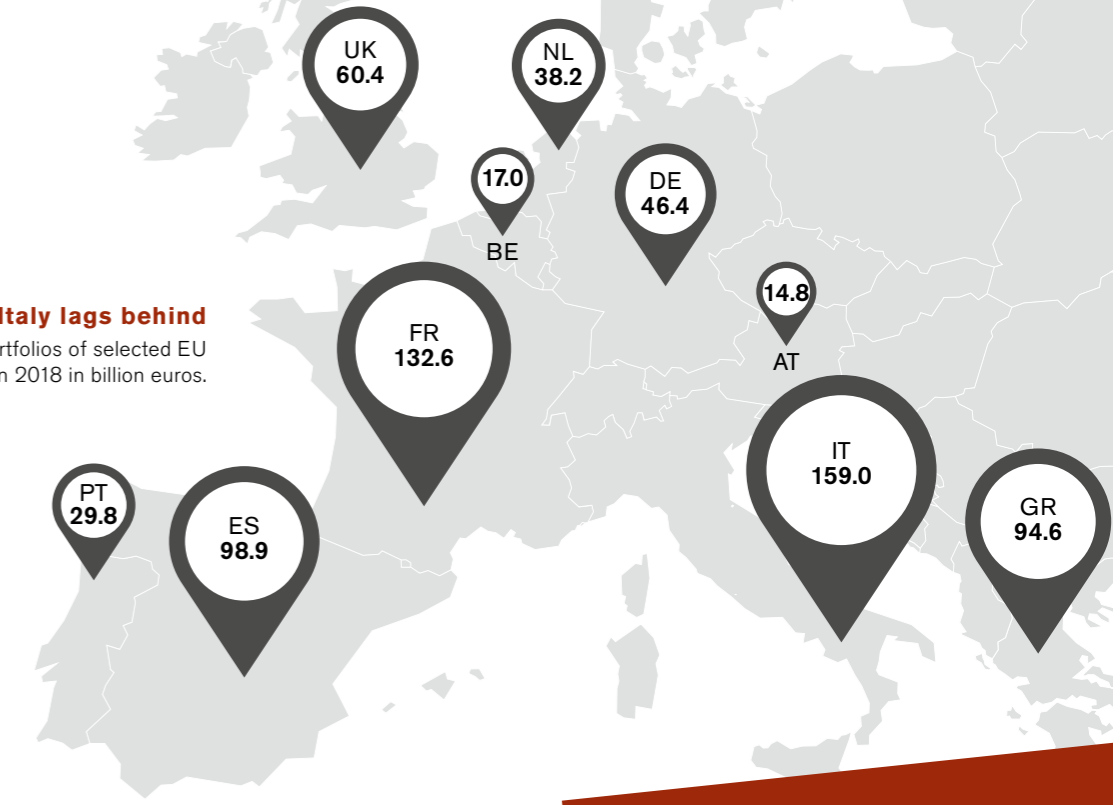 UK
60.4
NL
38.2
17.0
BE
DE
46.4
14.8
AT
Italy lags behind
rtfolios of selected EU
n 2018 in billion euros.
FR
132.6
IT
159.0
PT
29.8
ES
98.9
GR
94.6